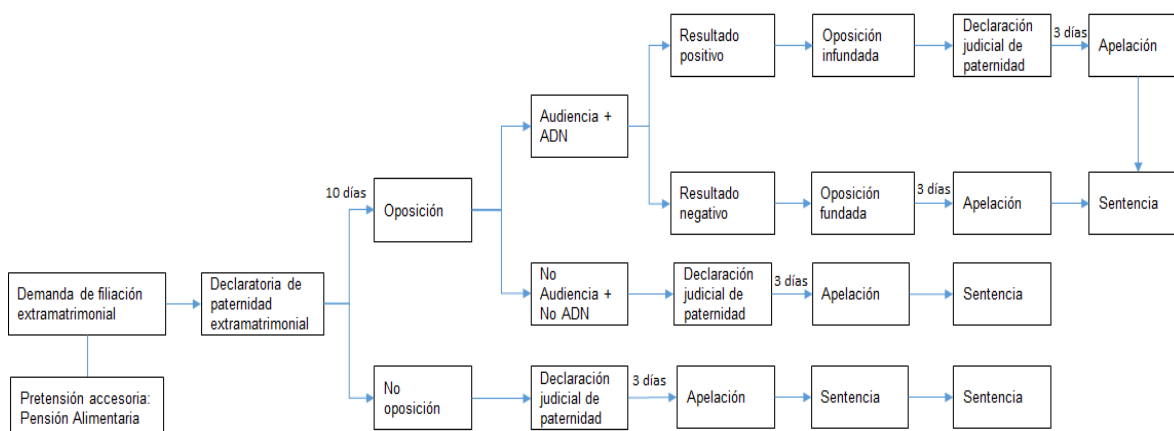 Resultado
positivo
Oposición
infundada
Declaración
judicial de
paternidad
3 días
Apelación
Audiencia +
ADN
10 días
Oposición
Resultado
negativo
Oposición
fundada
3 días
Apelación
Sentencia
Demanda de filiación
extramatrimonial
Declaratoria de
paternidad
extramatrimonial
No
Audiencia +
No ADN
Declaración
judicial de
paternidad
3 días
Apelación
Sentencia
Pretensión accesoria:
Pensión Alimentaria
No
oposición
Declaración
judicial de
paternidad
3 días
Apelación
Sentencia
Sentencia